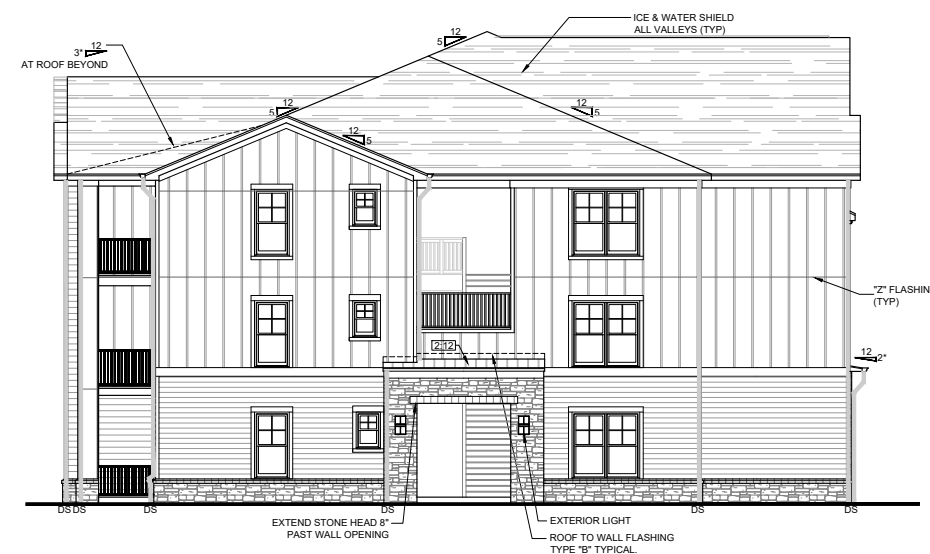 ICE & WATER SHIELD
ALL VALLEYS (TYP)
12
5
12
3*
AT ROOF BEYOND
12
5
12
5
12
5
"Z" FLASHIN
(TYP)
2:12
12
2*
DS DS
DS
DS
DS
DS
EXTEND STONE HEAD 8"
PAST WALL OPENING
EXTERIOR LIGHT
ROOF TO WALL FLASHING
TYPE "B" TYPICAL.